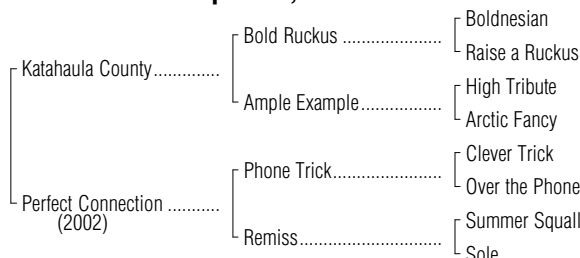 Boldnesian
Bold Ruckus ....................
Raise a Ruckus
Katahaula County .............
High Tribute
Ample Example ................
Arctic Fancy
Clever Trick
Phone Trick ......................
Over the Phone
Perfect Connection ..........
(2002)
Summer Squall
Remiss ............................
Sole